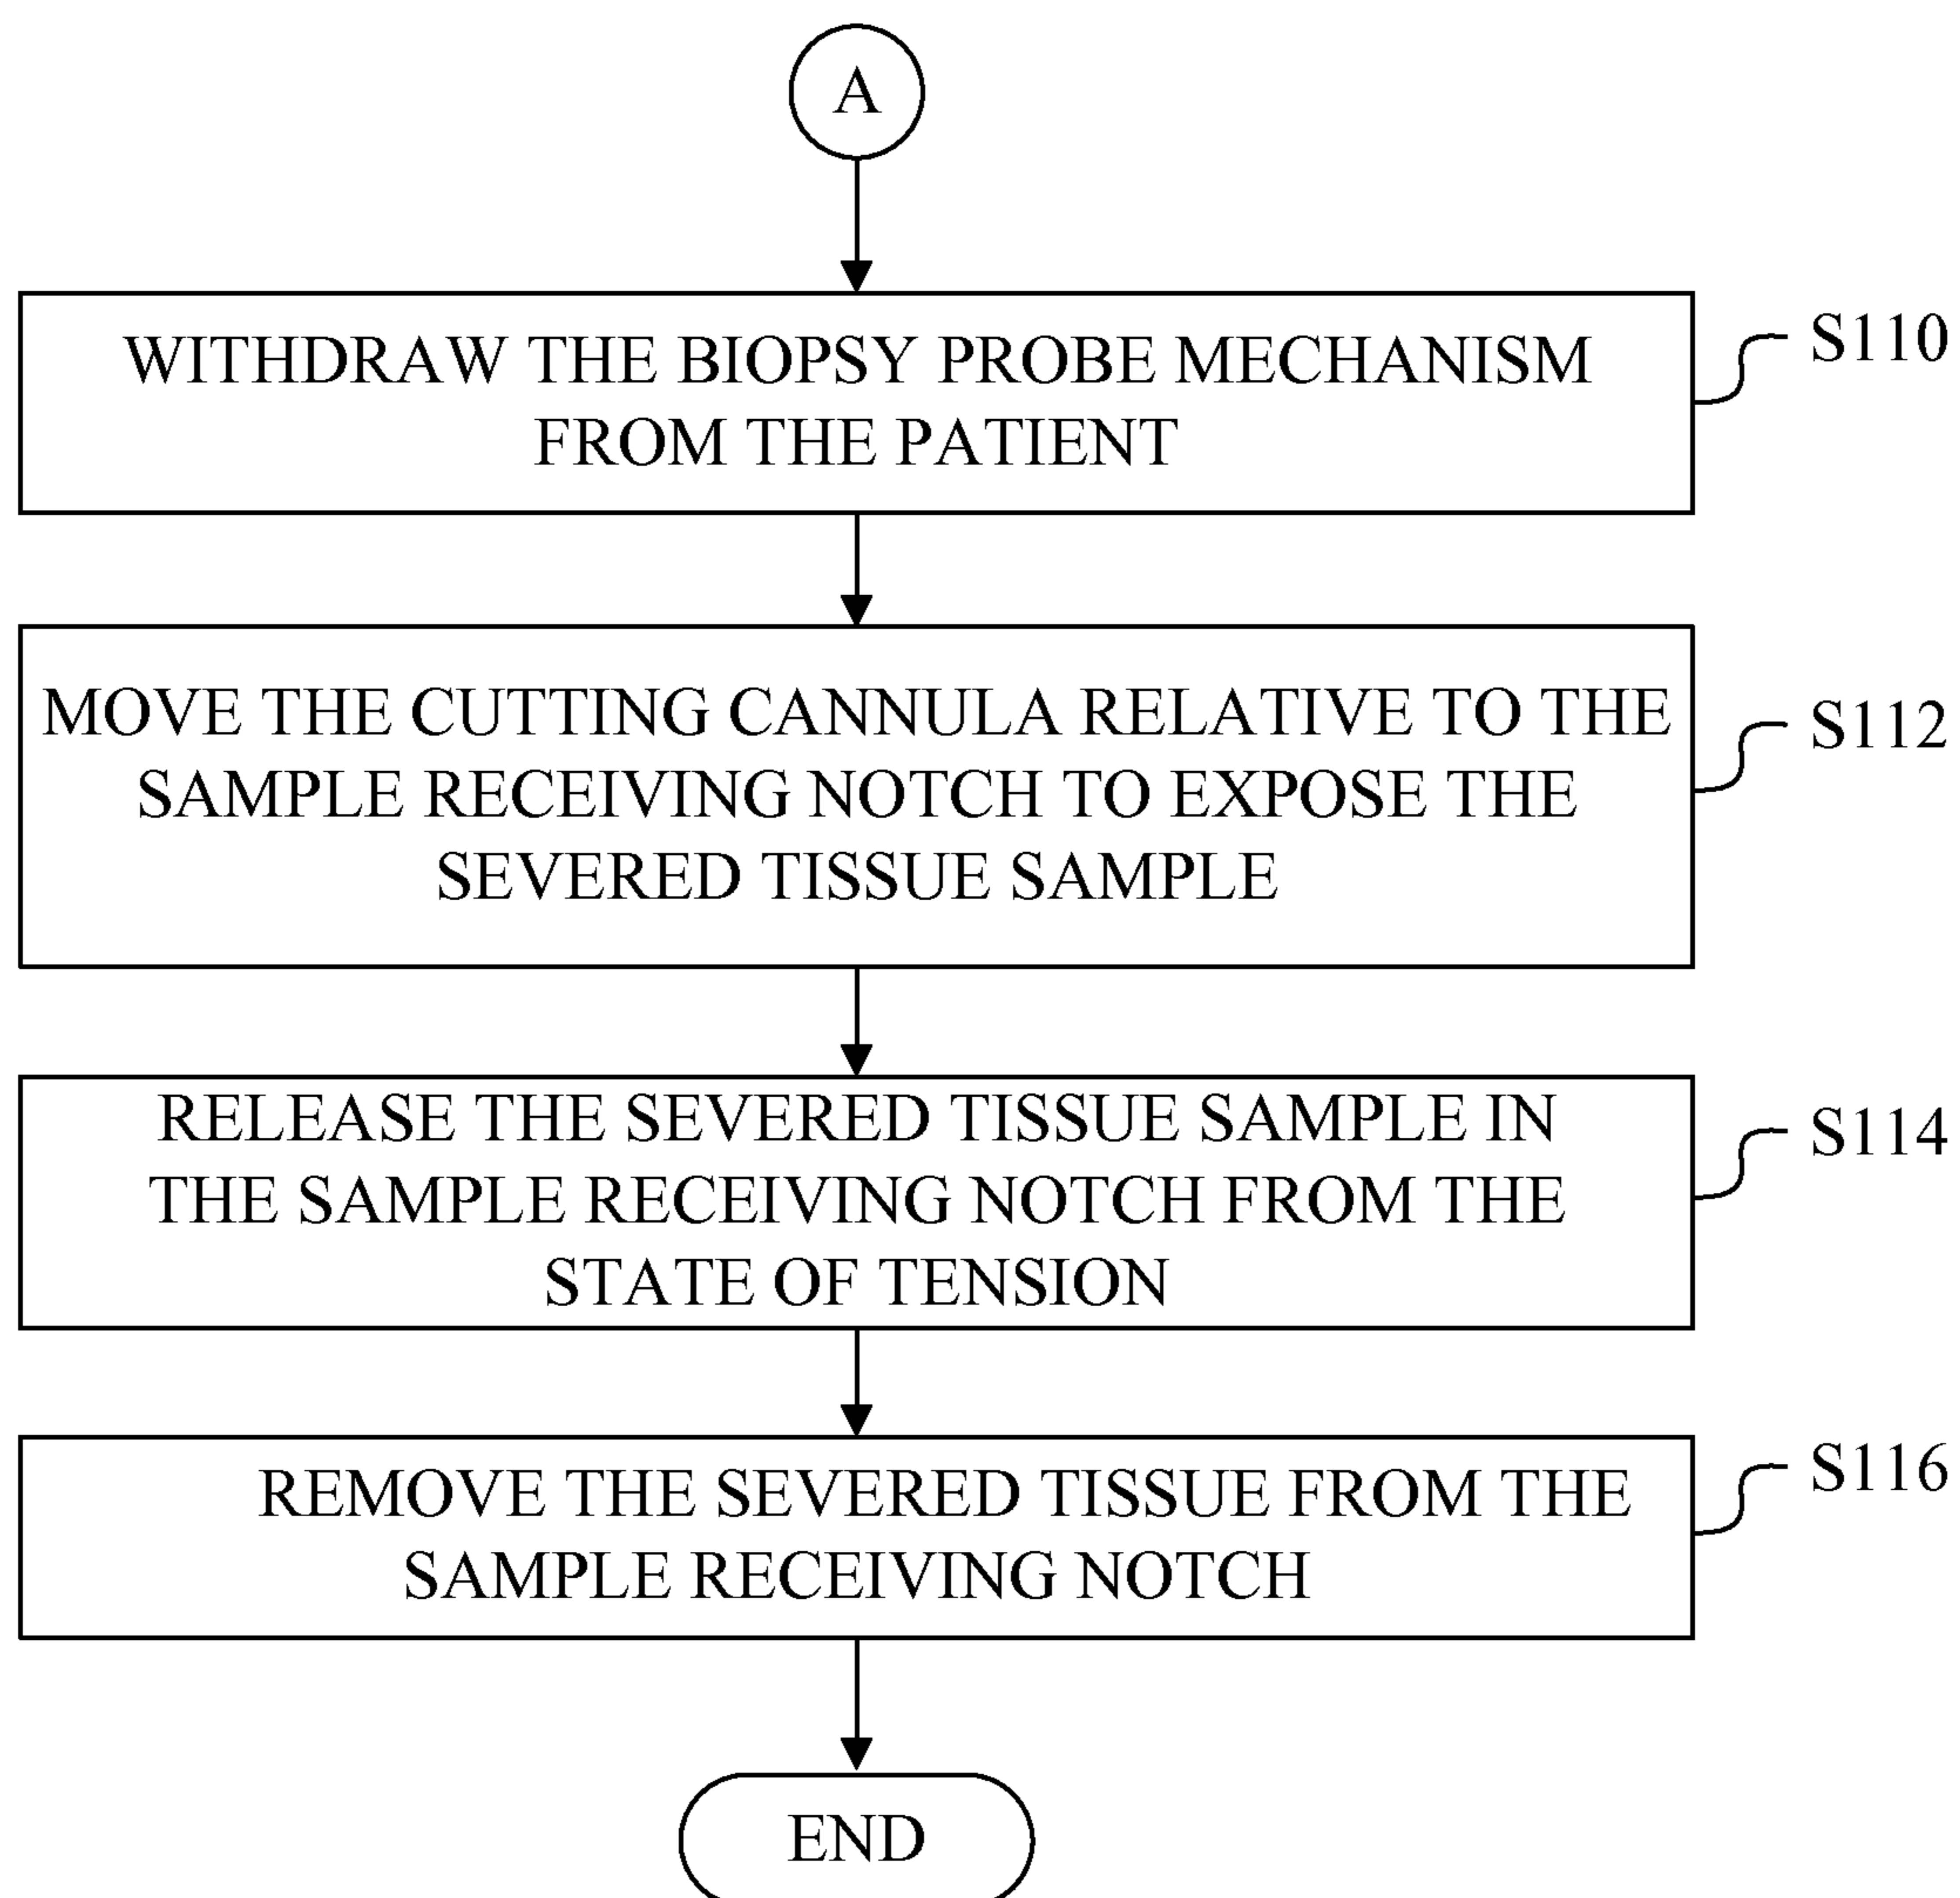 A
WITHDRAW THE BIOPSY PROBE MECHANISM
FROM THE PATIENT
S110
MOVE THE CUTTING CANNULA RELATIVE TO THE
SAMPLE RECEIVING NOTCH TO EXPOSE THE
SEVERED TISSUE SAMPLE
S112
RELEASE THE SEVERED TISSUE SAMPLE IN
THE SAMPLE RECEIVING NOTCH FROM THE
STATE OF TENSION
S114
REMOVE THE SEVERED TISSUE FROM THE
SAMPLE RECEIVING NOTCH
S116
END